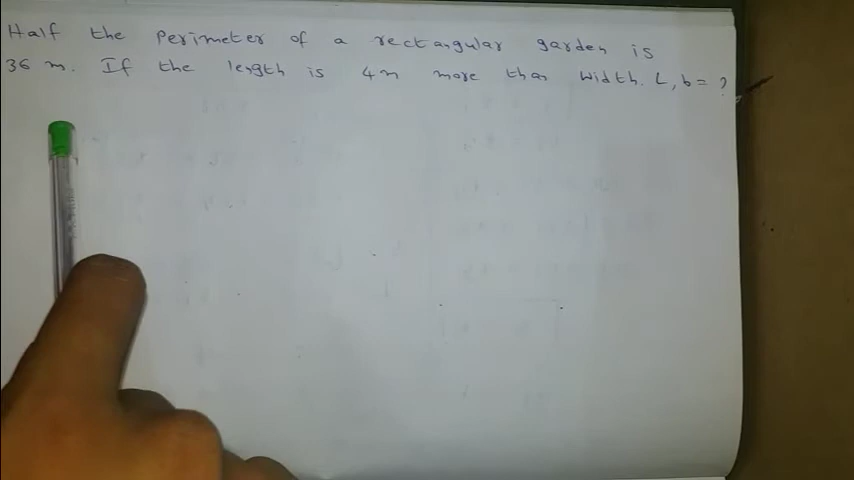 Half the perimeter of a rectangular garden is
36 m. If the length is 4m more than width. L, b = ?